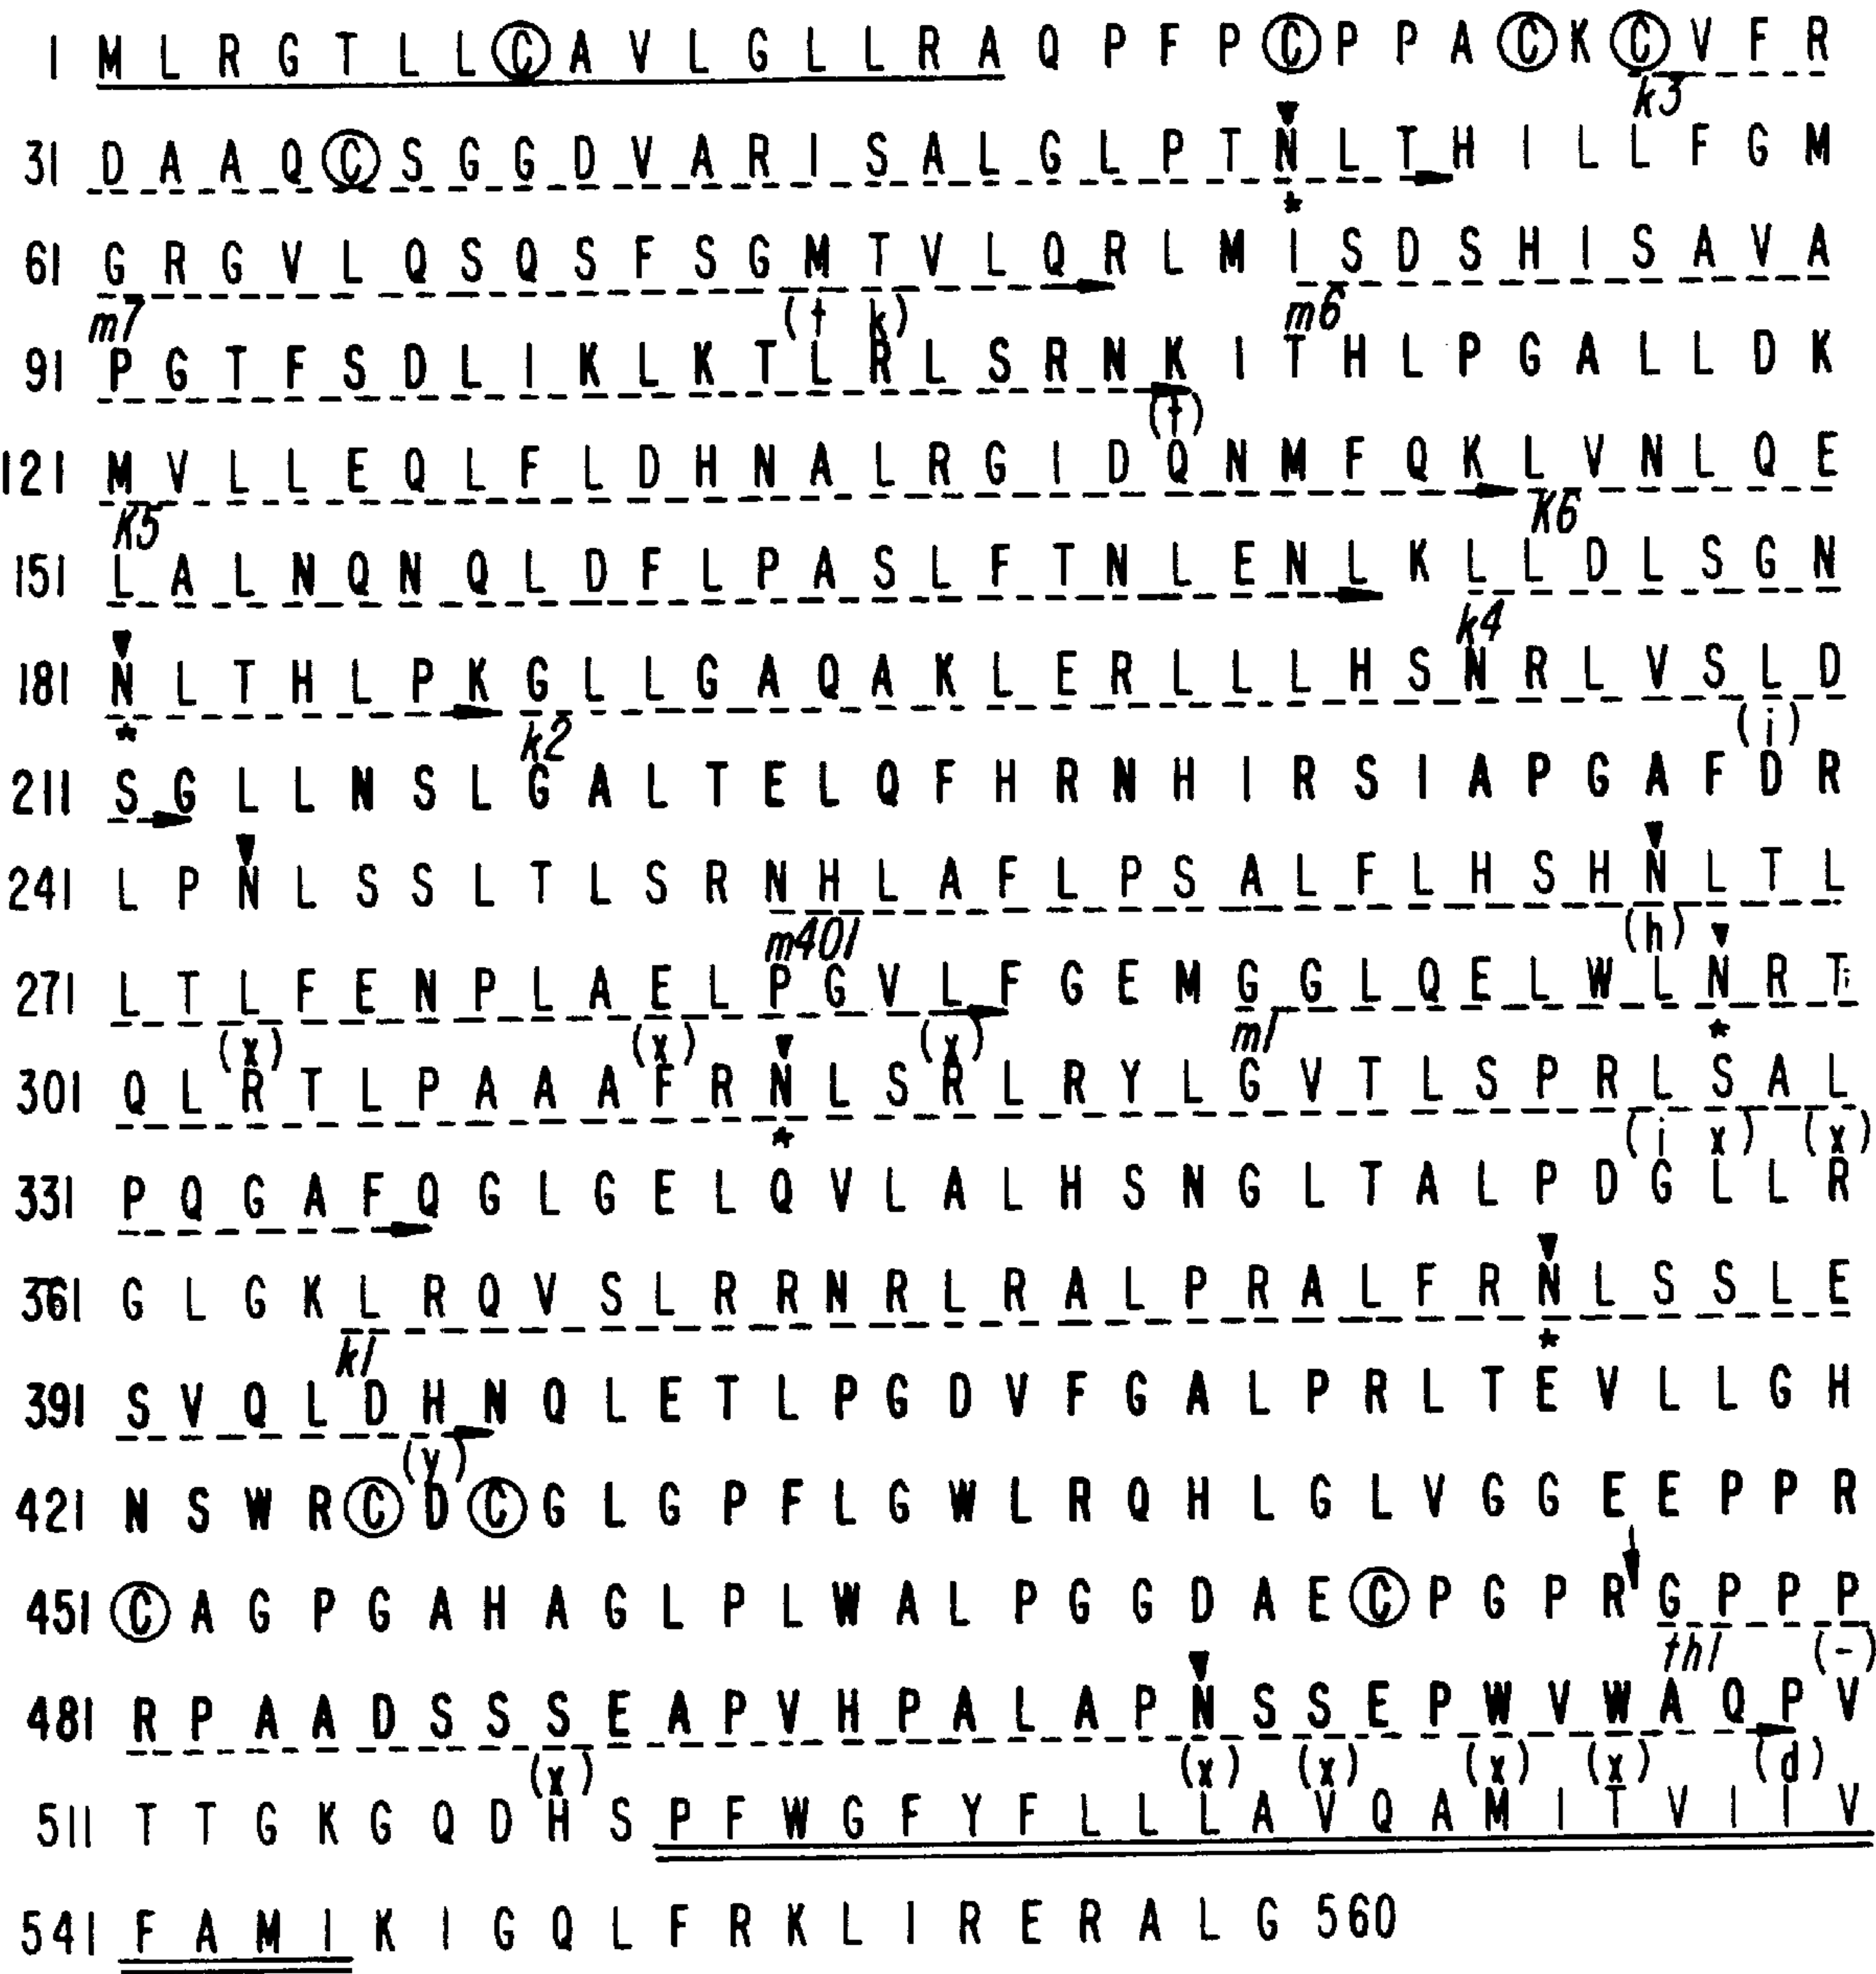 1 M L R G T L L C A V L G L L R A Q P F P C P P A C K C V F R
k3
31 D A A Q C S G G D V A R I S A L G L P T N L T H I L L F G M
*
61 G R G V L Q S Q S F S G M T V L Q R L M I S D S H I S A V A
m7 (t k) m6
91 P G T F S D L I K L K T L R L S R N K I T H L P G A L L D K
(t)
121 M V L L E Q L F L D H N A L R G I D Q N M F Q K L V N L Q E
K5 K6
151 L A L N Q N Q L D F L P A S L F T N L E N L K L L D L S G N
k4
181 N L T H L P K G L L G A Q A K L E R L L L H S N R L V S L D
* k2 (i)
211 S G L L N S L G A L T E L Q F H R N H I R S I A P G A F D R
241 L P N L S S L T L S R N H L A F L P S A L F L H S H N L T L
m401 (h)
271 L T L F E N P L A E L P G V L F G E M G G L Q E L W L N R T
(x) (x) (x) m1 *
301 Q L R T L P A A A F R N L S R L R Y L G V T L S P R L S A L
* (i x) (x)
331 P Q G A F Q G L G E L Q V L A L H S N G L T A L P D G L L R
361 G L G K L R Q V S L R R N R L R A L P R A L F R N L S S L E
k1 *
391 S V Q L D H N Q L E T L P G D V F G A L P R L T E V L L G H
(y)
421 N S W R C D C G L G P F L G W L R Q H L G L V G G E E P P R
451 C A G P G A H A G L P L W A L P G G D A E C P G P R G P P P
th1 (-)
481 R P A A D S S S E A P V H P A L A P N S S E P W V W A Q P V
(x) (x) (x) (x) (x) (d)
511 T T G K G Q D H S P F W G F Y F L L L A V Q A M I T V I I V
541 F A M I K I G Q L F R K L I R E R A L G 560